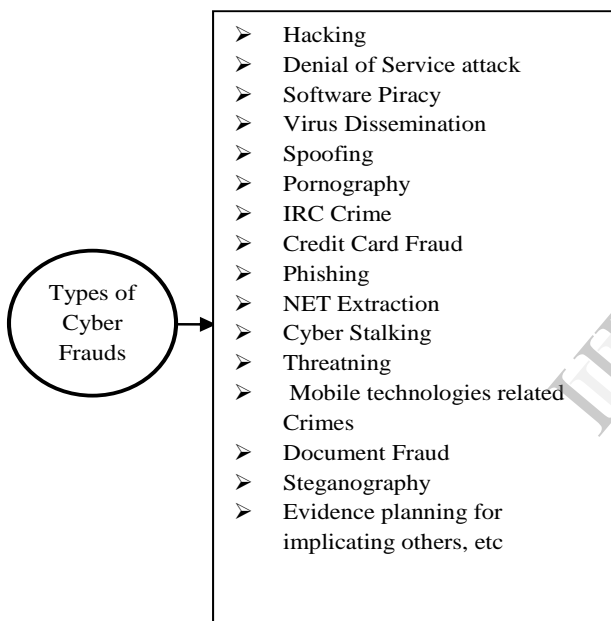 Types of
Cyber
Frauds
➢ Hacking
➢ Denial of Service attack
➢ Software Piracy
➢ Virus Dissemination
➢ Spoofing
➢ Pornography
➢ IRC Crime
➢ Credit Card Fraud
➢ Phishing
➢ NET Extraction
➢ Cyber Stalking
➢ Threatning
➢ Mobile technologies related
Crimes
➢ Document Fraud
➢ Steganography
➢ Evidence planning for
implicating others, etc